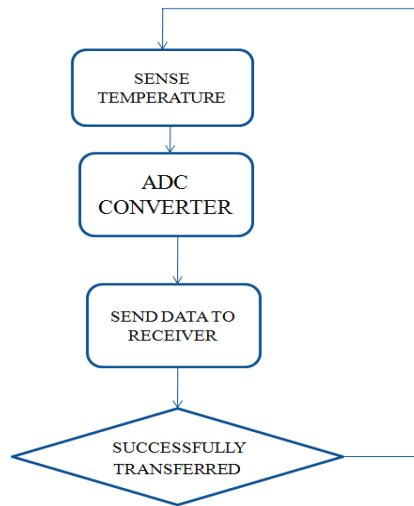 SENSE
TEMPERATURE
ADC
CONVERTER
SEND DATA TO
RECEIVER
SUCCESSFULLY
TRANSFERRED